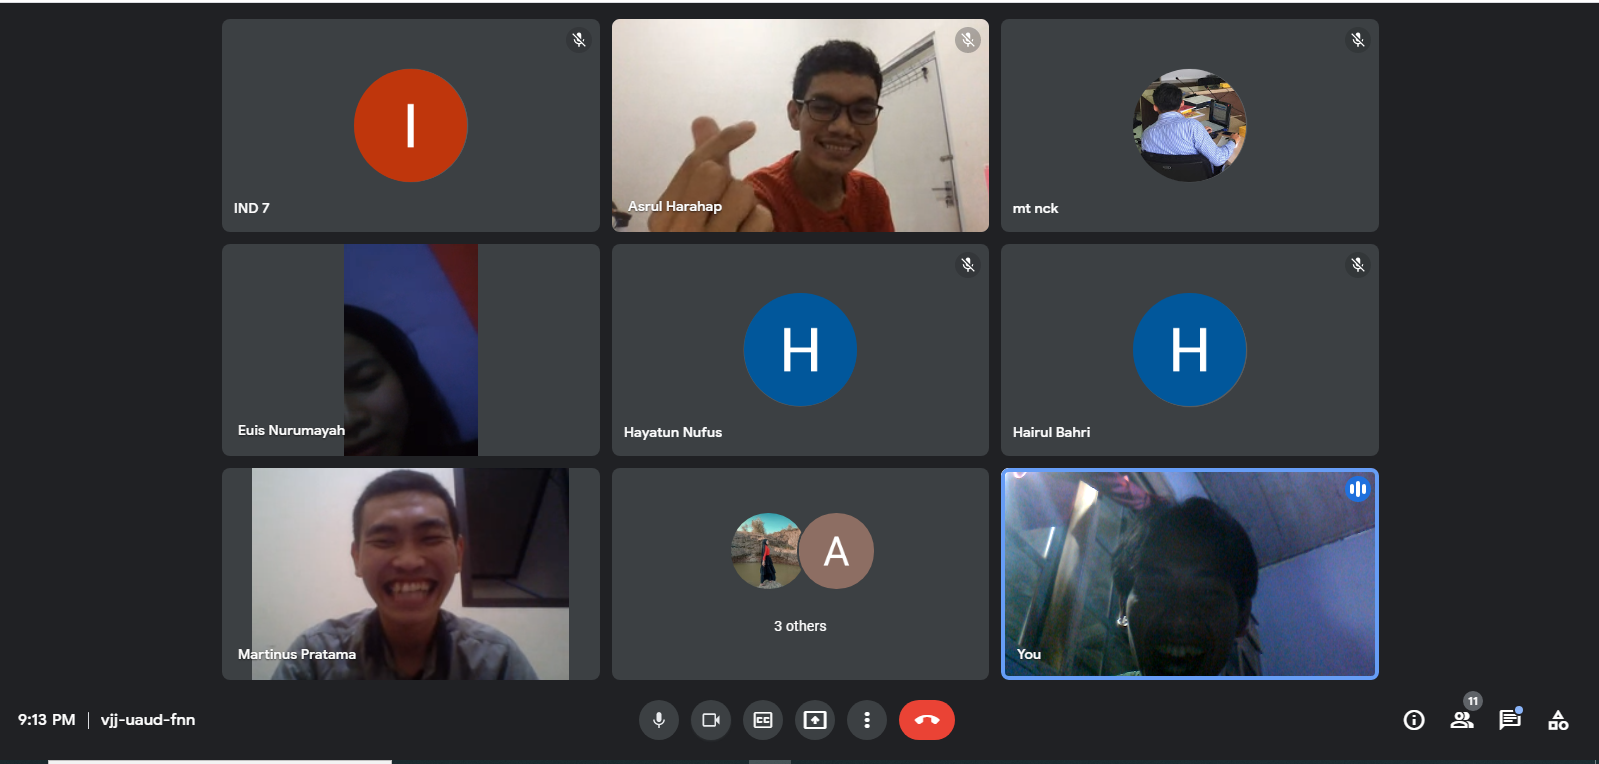 I
IND 7
Asrul Harahap
mt nck
Euis Nurumayah
H
Hayatun Nufus
H
Hairul Bahri
Martinus Pratama
A
3 others
You
9:13 PM | vjj-uaud-fnn
CC
11